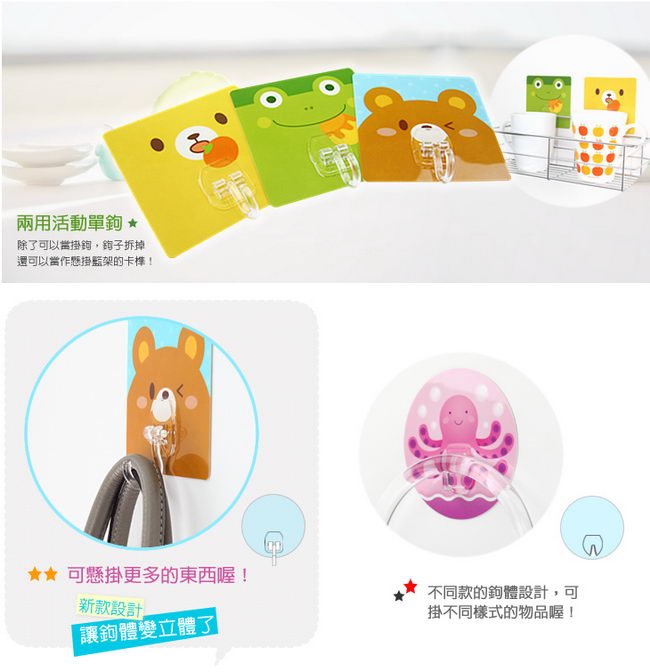 兩用活動單鉤★
除了可以當掛鉤，鉤子拆掉
還可以當作懸掛籃架的卡榫！
★★ 可懸掛更多的東西喔！
新款設計
讓鉤體變立體了
★★ 不同款的鉤體設計，可
掛不同樣式的物品喔！